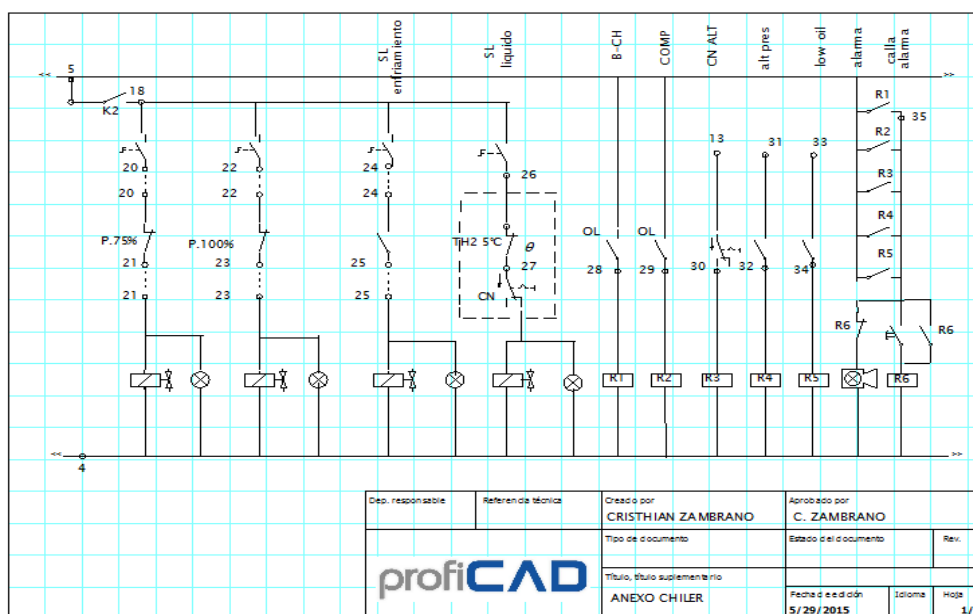 SL
enfriamiento
SL
liquido
B-CH
COMP
CN ALT
alt pres
low oil
alarma
calla
alarma
<< >>
5
K2
18
R1
35
R2
20
22
24
26
13
31
33
20
22
24
R3
P.75%
P.100%
TH2 5°C
θ
OL
OL
R4
21
23
25
27
28
29
30
32
34
R5
21
23
25
CN
R6
R6
R1
R2
R3
R4
R5
R6
<< >>
4
Dep. responsable
Referencia técnica
Creado por
CRISTHIAN ZAMBRANO
Aprobado por
C. ZAMBRANO
Tipo de documento
Estado del documento
Rev.
profiCAD
Título, título suplementario
ANEXO CHILER
Fecha de edición
5/29/2015
Idioma
Hoja
1/